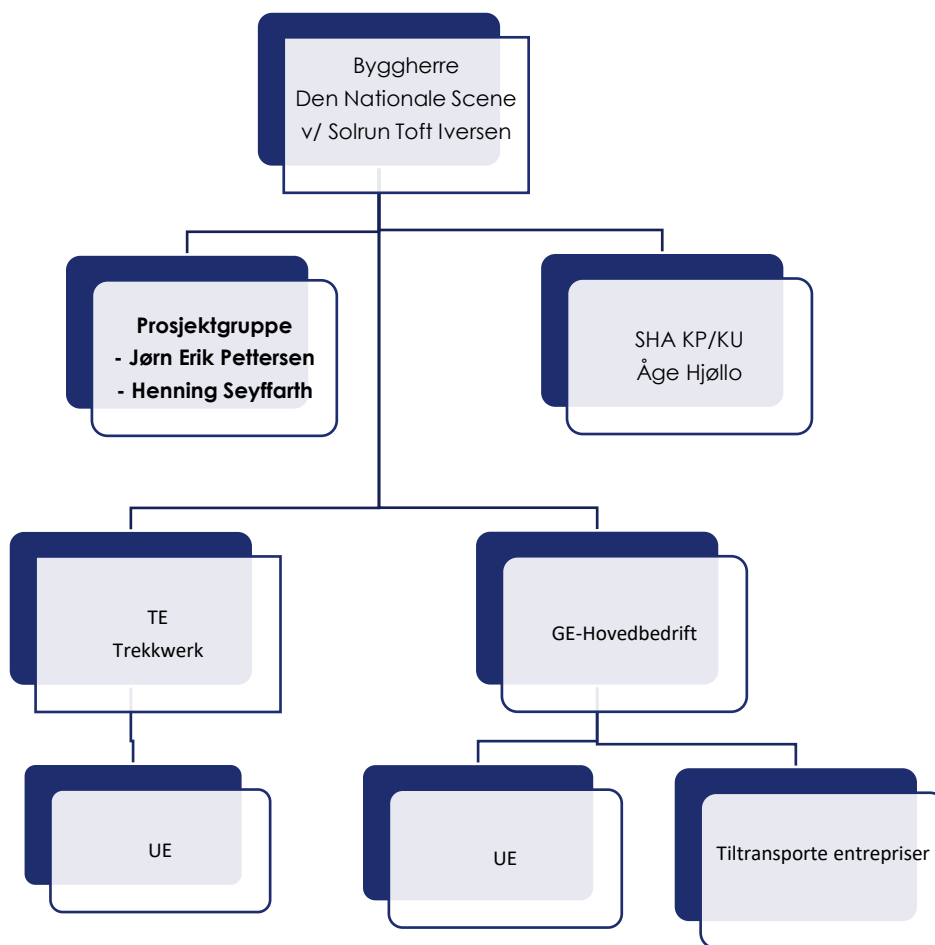 Byggherre
Den Nationale Scene
v/ Solrun Toft Iversen
Prosjektgruppe
- Jørn Erik Pettersen
- Henning Seyffarth
SHA KP/KU
Åge Hjøllo
TE
Trekkwerk
GE-Hovedbedrift
UE
UE
Tiltransporte entrepriser